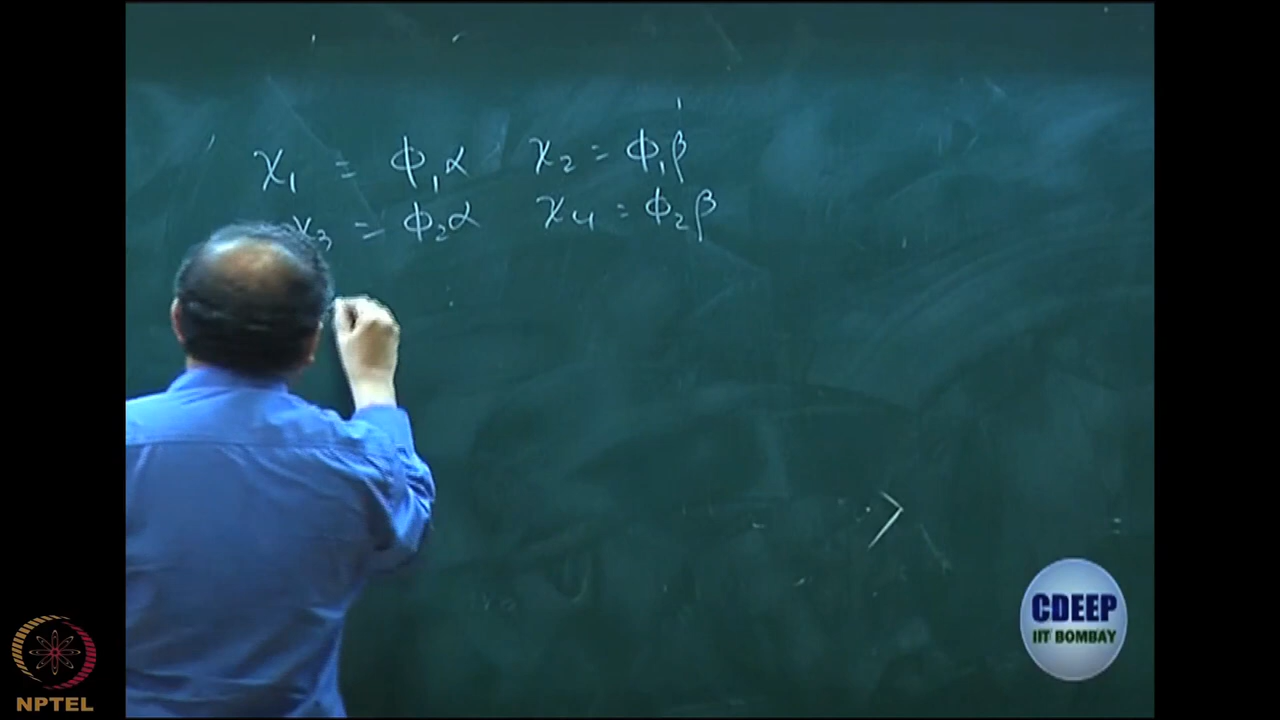 χ₁ = φ₁α χ₂ = φ₁β
χ₃ = φ₂α χ₄ = φ₂β
>
CDEEP
IIT BOMBAY
NPTEL